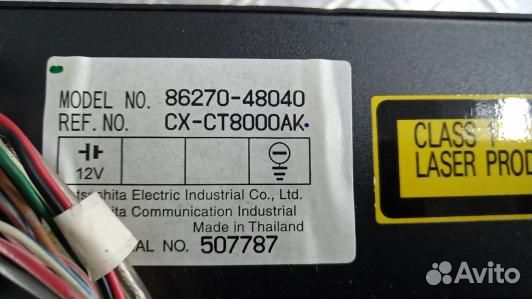 MODEL NO. 86270-48040
REF. NO. CX-CT8000AK
12V
Electric Industrial Co., Ltd.
Communication Industrial
Made in Thailand
NO. 507787
CLASS 1
LASER
Avito